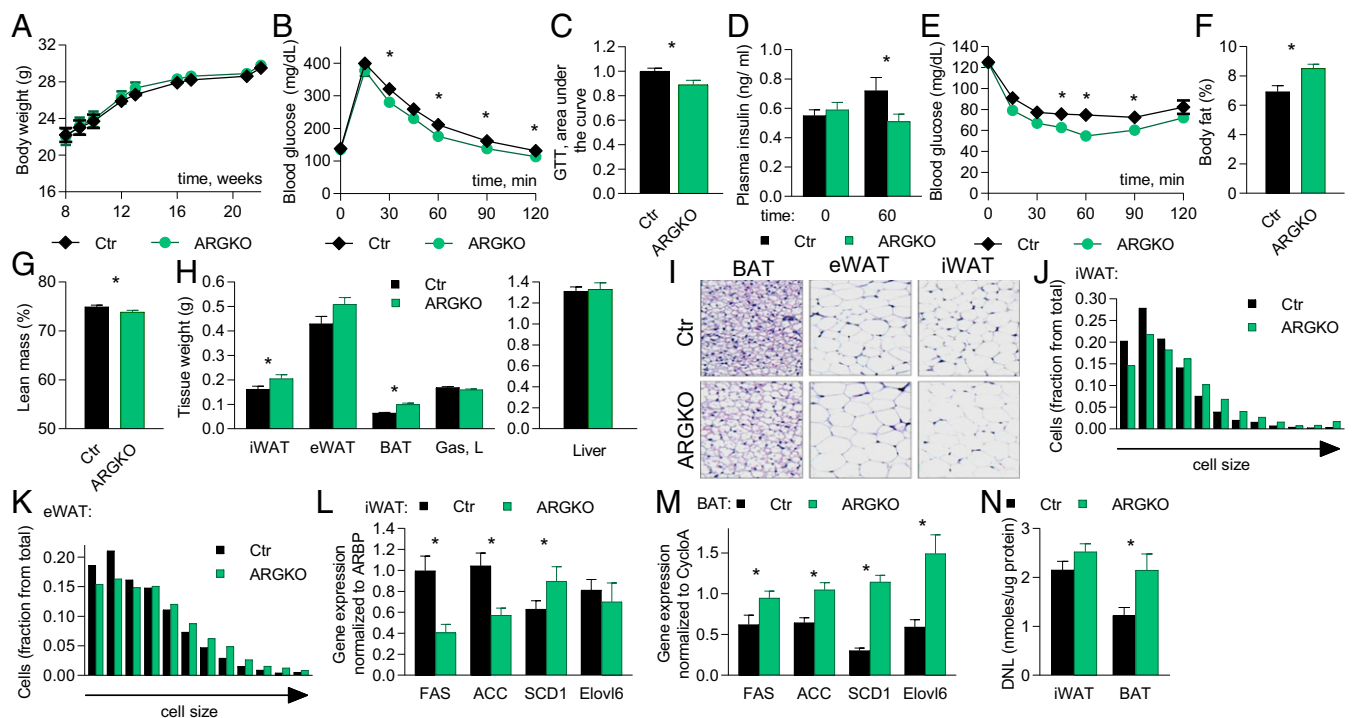 A
Body weight (g)
32
28
24
20
16
8
12
16
20
time, weeks
Ctr
ARGKO
B
Blood glucose (mg/dL)
400
300
200
100
0
0
30
60
90
120
time, min
*
*
*
*
C
GTT, area under
the curve
1.2
1.0
0.8
0.6
0.4
0.2
0.0
*
Ctr
ARGKO
D
Plasma insulin (ng/ ml)
1.0
0.8
0.6
0.4
0.2
0.0
*
time:
0
60
Ctr
ARGKO
E
Blood glucose (mg/dL)
140
120
100
80
60
40
20
0
0
30
60
90
120
time, min
* * *
Ctr
ARGKO
F
Body fat (%)
10
8
6
4
2
0
*
Ctr
ARGKO
G
Lean mass (%)
80
70
60
50
*
Ctr
ARGKO
H
Tissue weight (g)
0.6
0.5
0.4
0.3
0.2
0.1
0.0
Ctr
ARGKO
*
*
iWAT
eWAT
BAT
Gas, L
1.4
1.2
1.0
0.8
0.6
0.4
0.2
0.0
Liver
I
BAT
eWAT
iWAT
Ctr
ARGKO
J
iWAT:
Ctr
ARGKO
Cells (fraction from total)
0.30
0.25
0.20
0.15
0.10
0.05
0.00
cell size
K
eWAT:
Ctr
ARGKO
Cells (fraction from total)
0.20
0.15
0.10
0.05
0.00
cell size
L
iWAT:
Ctr
ARGKO
Gene expression
normalized to ARBP
1.4
1.2
1.0
0.8
0.6
0.4
0.2
0.0
* * *
FAS
ACC
SCD1
Elovl6
M
BAT:
Ctr
ARGKO
Gene expression
normalized to CycloA
1.5
1.0
0.5
0.0
* * * *
FAS
ACC
SCD1
Elovl6
N
Ctr
ARGKO
DNL (nmoles/ug protein)
3
2
1
0
*
iWAT
BAT